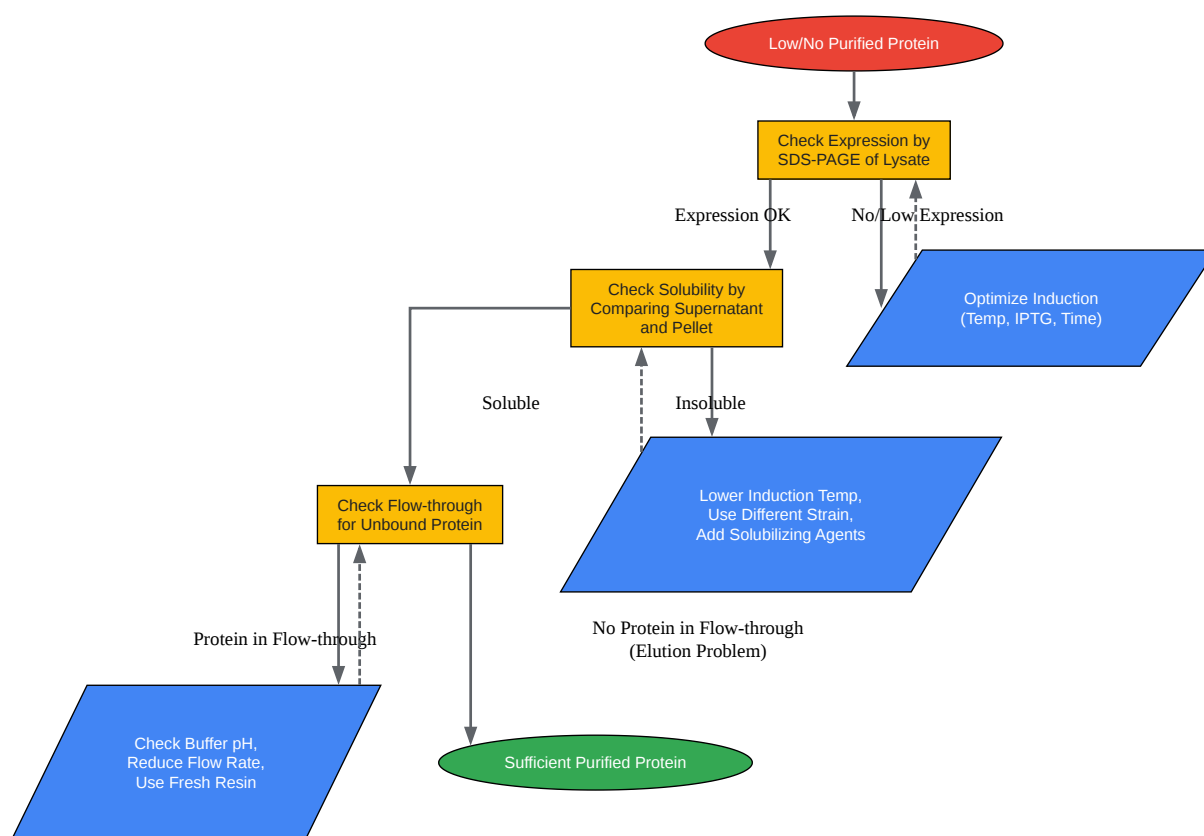 Low/No Purified Protein
Check Expression by
SDS-PAGE of Lysate
Expression OK
No/Low Expression
Check Solubility by
Comparing Supernatant
and Pellet
Optimize Induction
(Temp, IPTG, Time)
Soluble
Insoluble
Check Flow-through
for Unbound Protein
Lower Induction Temp,
Use Different Strain,
Add Solubilizing Agents
Protein in Flow-through
No Protein in Flow-through
(Elution Problem)
Check Buffer pH,
Reduce Flow Rate,
Use Fresh Resin
Sufficient Purified Protein